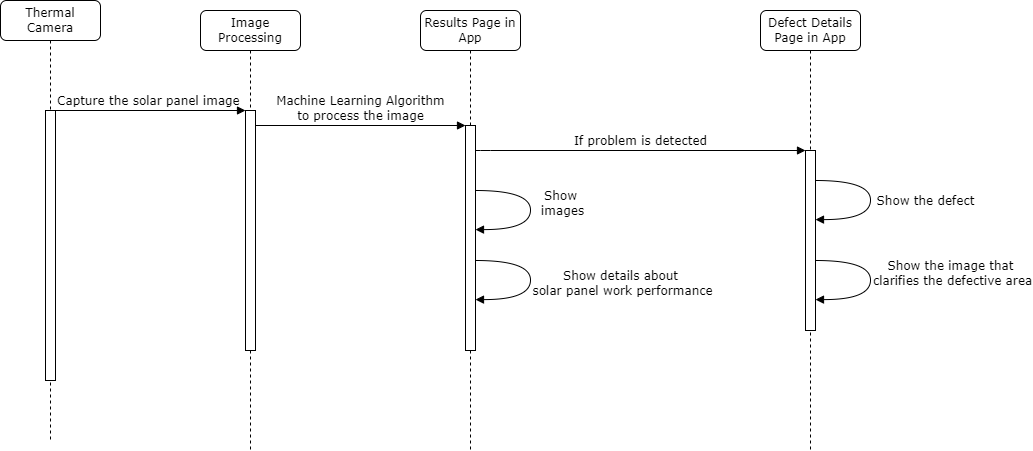 Thermal
Camera
Image
Processing
Results Page in
App
Defect Details
Page in App
Capture the solar panel image
Machine Learning Algorithm
to process the image
If problem is detected
Show
images
Show the defect
Show details about
solar panel work performance
Show the image that
clarifies the defective area